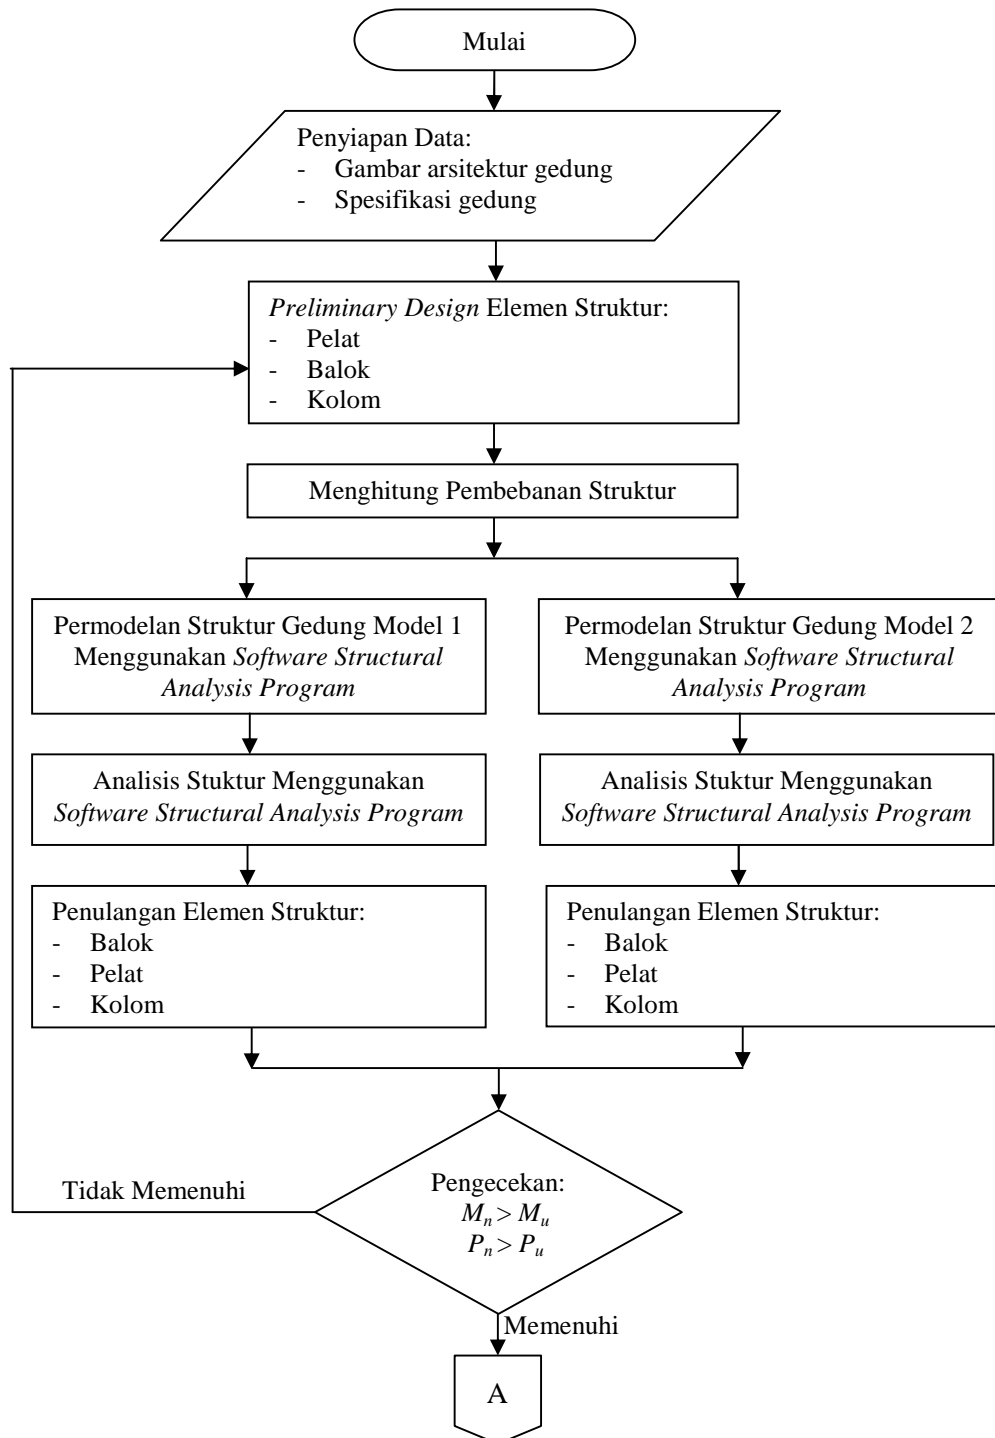 Mulai
Penyiapan Data:
- Gambar arsitektur gedung
- Spesifikasi gedung
Preliminary Design Elemen Struktur:
- Pelat
- Balok
- Kolom
Menghitung Pembebanan Struktur
Permodelan Struktur Gedung Model 1
Menggunakan Software Structural
Analysis Program
Permodelan Struktur Gedung Model 2
Menggunakan Software Structural
Analysis Program
Analisis Stuktur Menggunakan
Software Structural Analysis Program
Analisis Stuktur Menggunakan
Software Structural Analysis Program
Penulangan Elemen Struktur:
- Balok
- Pelat
- Kolom
Penulangan Elemen Struktur:
- Balok
- Pelat
- Kolom
Tidak Memenuhi
Pengecekan:
Mn > Mu
Pn > Pu
Memenuhi
A